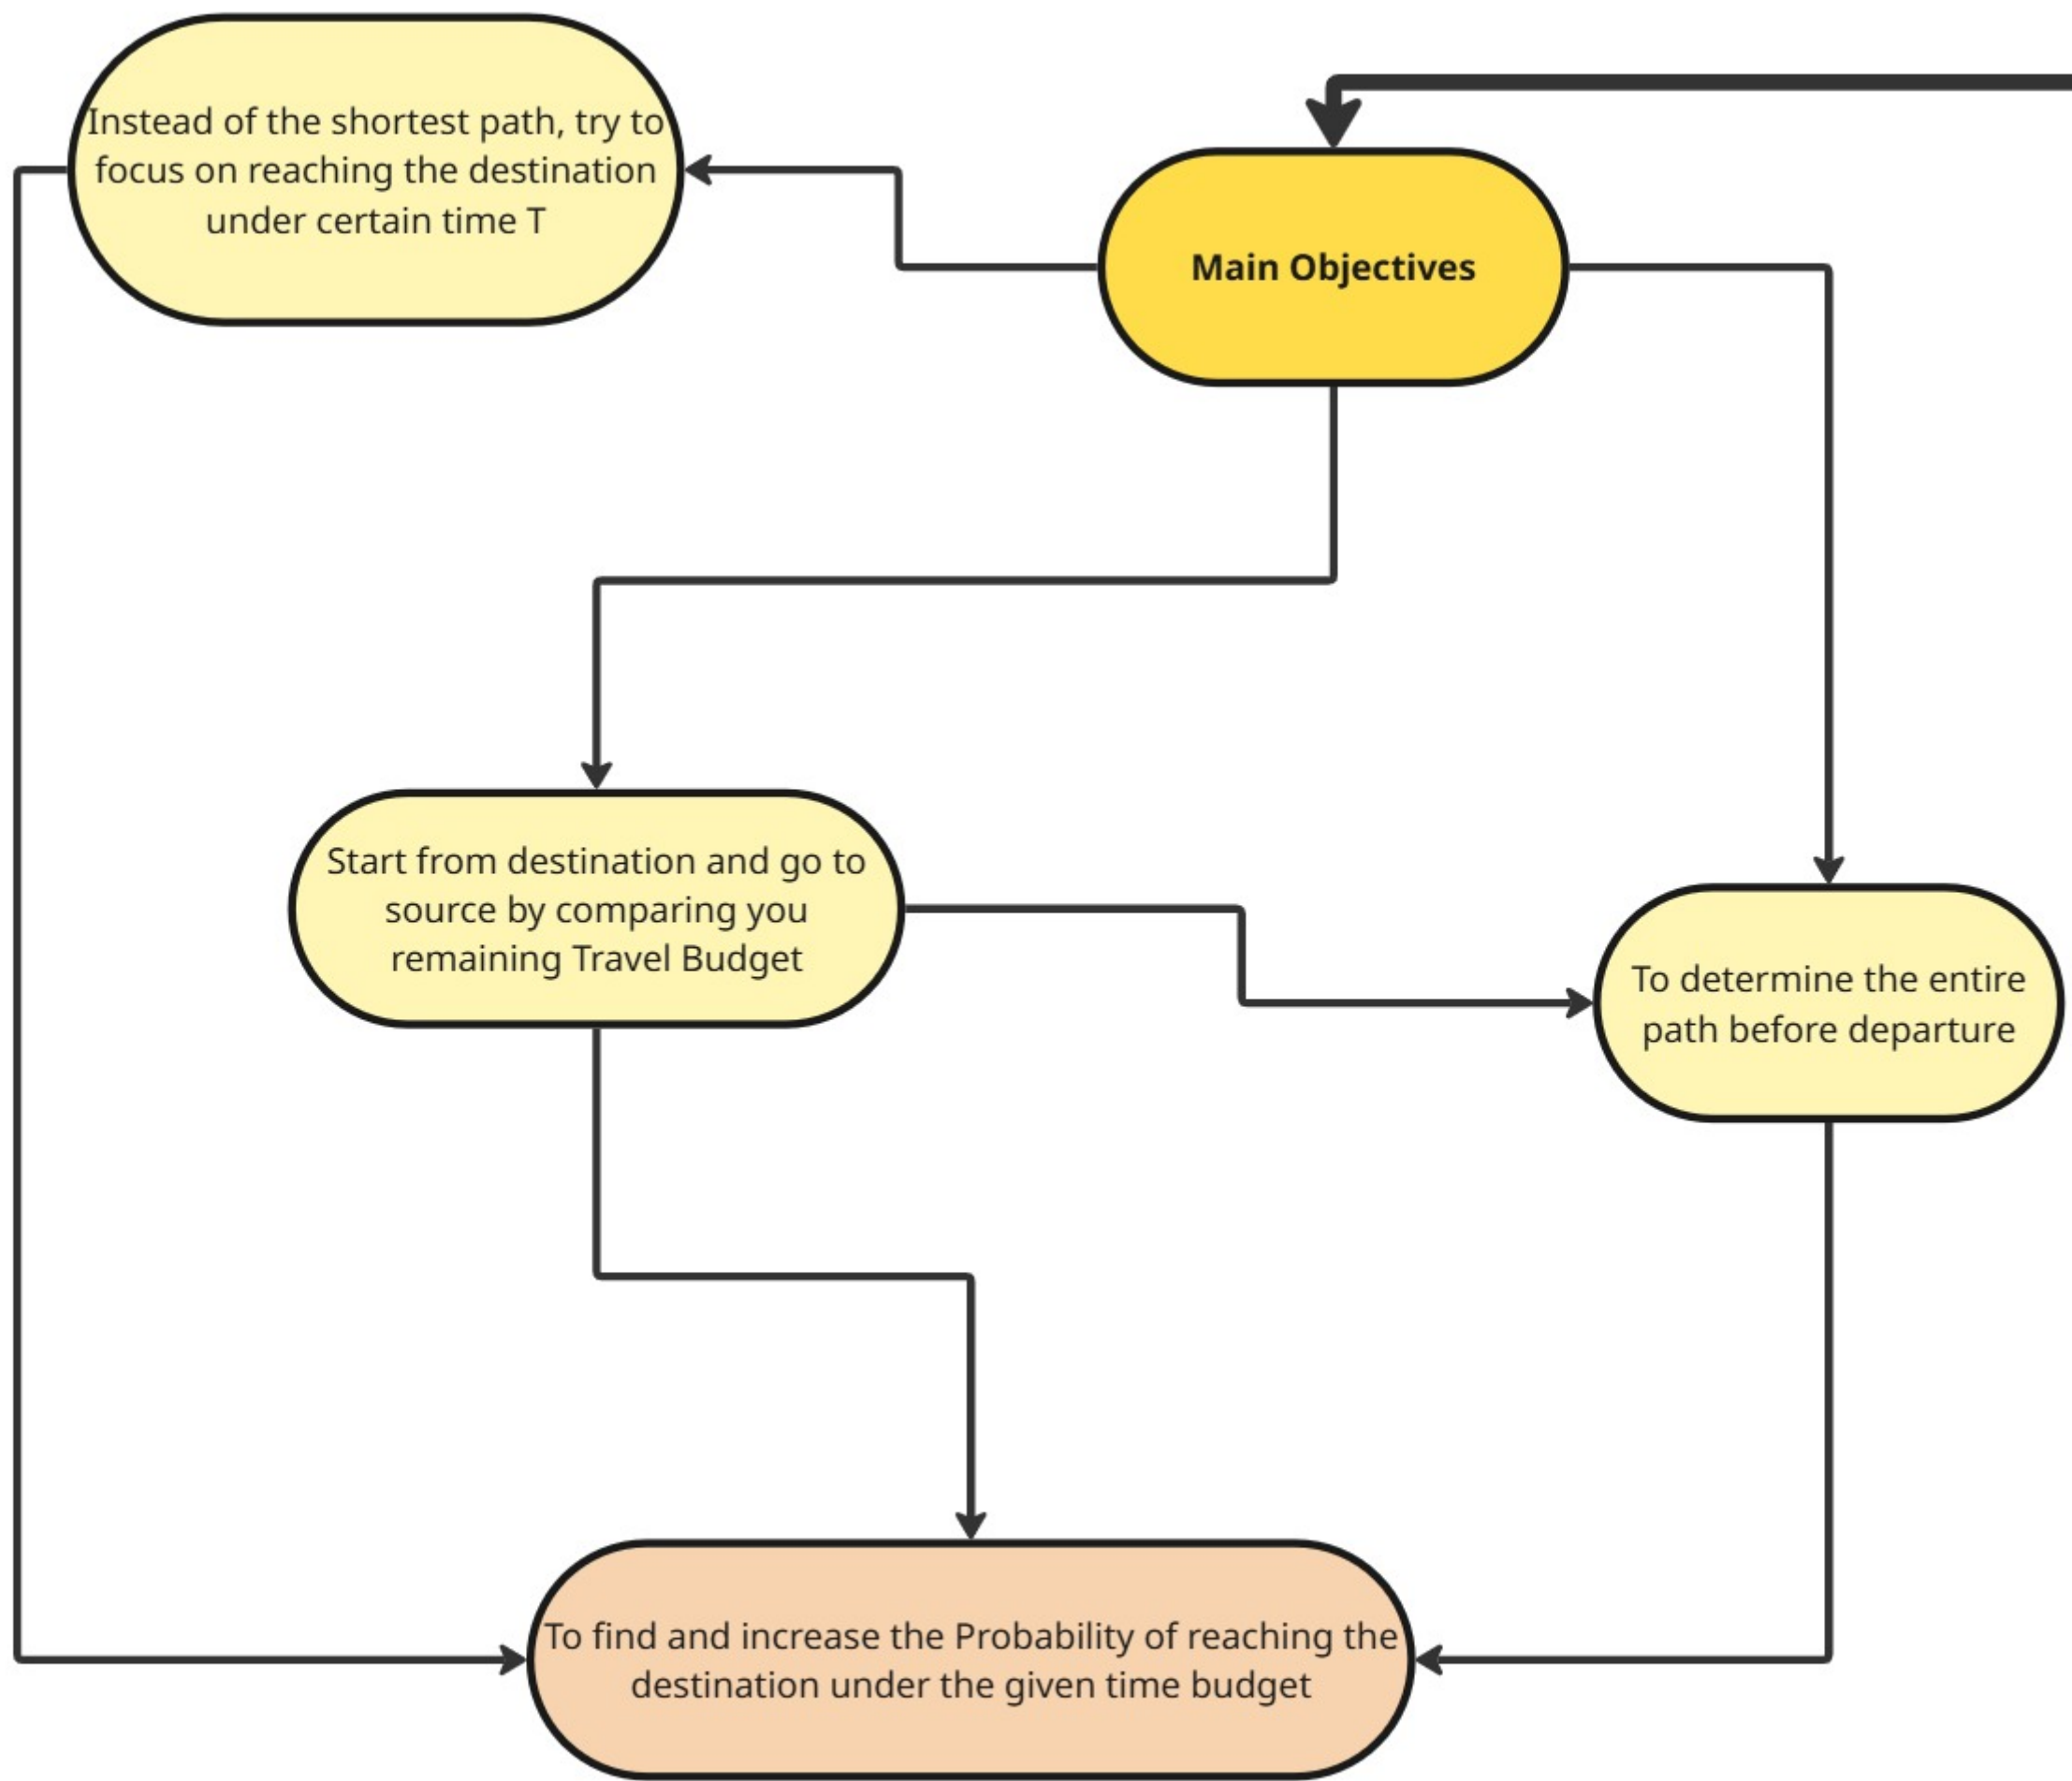 Instead of the shortest path, try to
focus on reaching the destination
under certain time T
Main Objectives
Start from destination and go to
source by comparing you
remaining Travel Budget
To determine the entire
path before departure
To find and increase the Probability of reaching the
destination under the given time budget